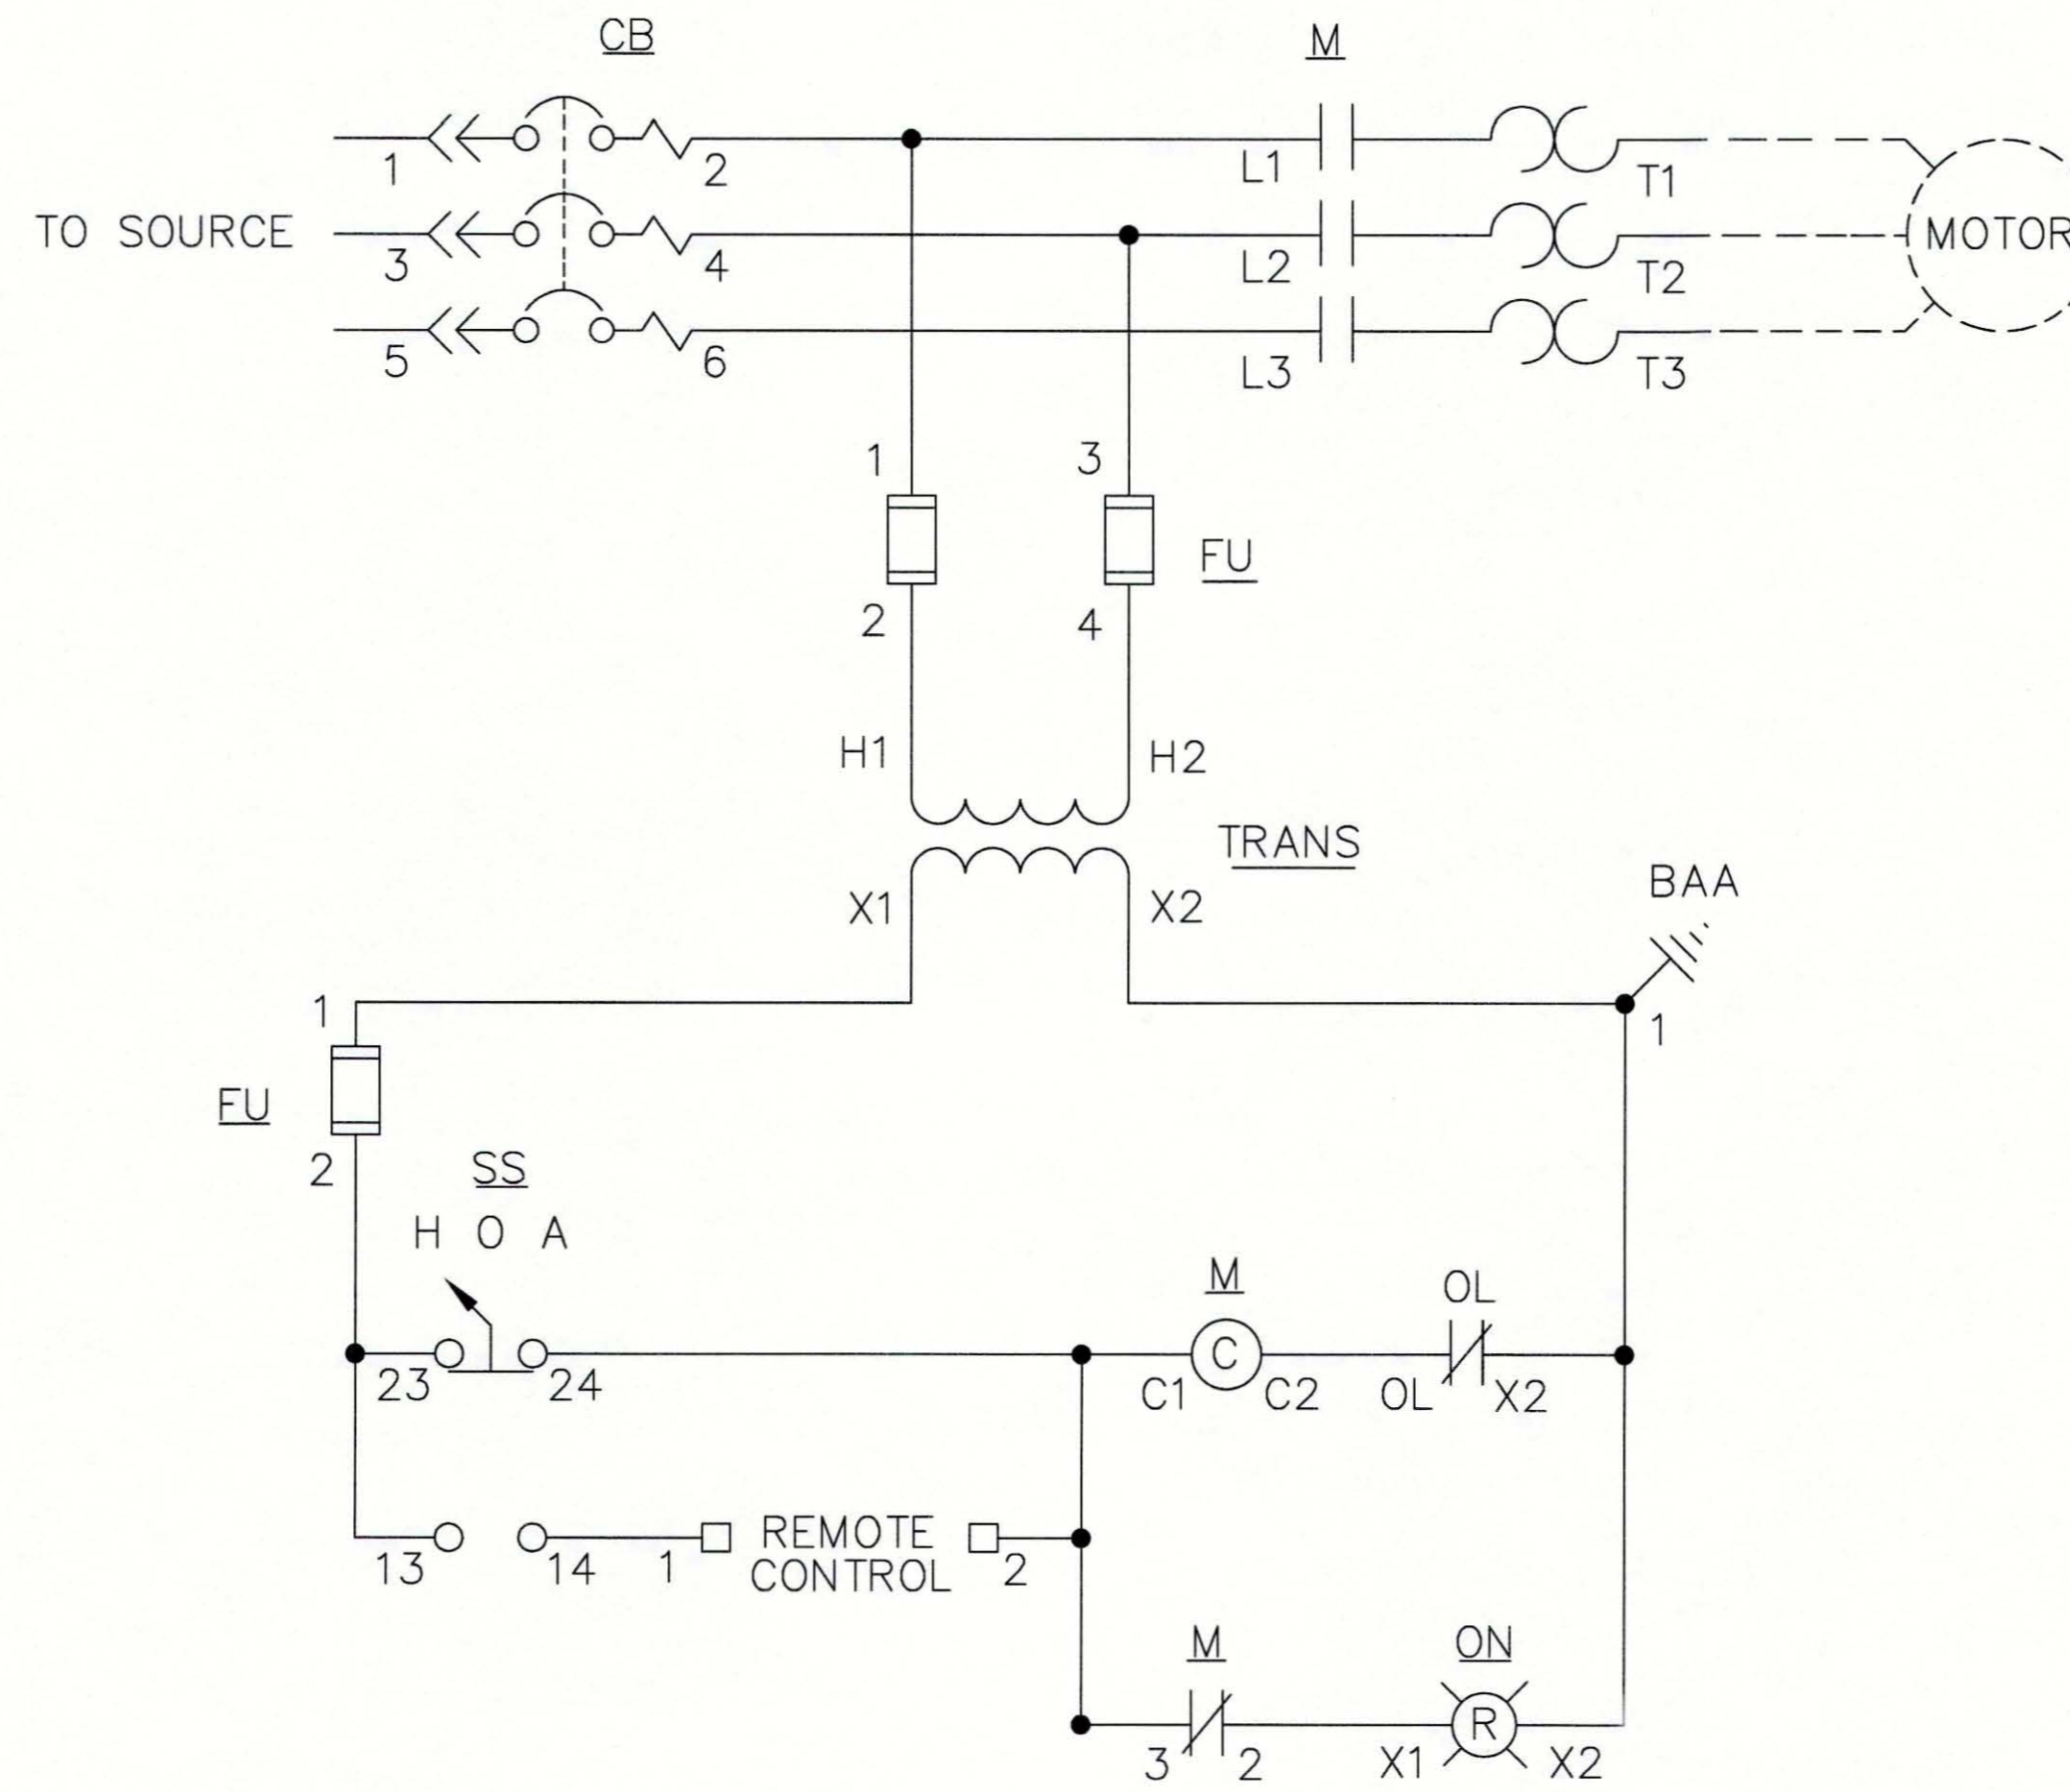 CB
M
1
2
L1
T1
TO SOURCE
3
4
L2
T2
MOTOR
5
6
L3
T3
1
3
FU
2
4
H1
H2
TRANS
X1
X2
BAA
1
1
FU
2
SS
H O A
M
OL
23
24
C
C1
C2
OL
X2
13
14
1
REMOTE
CONTROL
2
M
ON
R
3
2
X1
X2